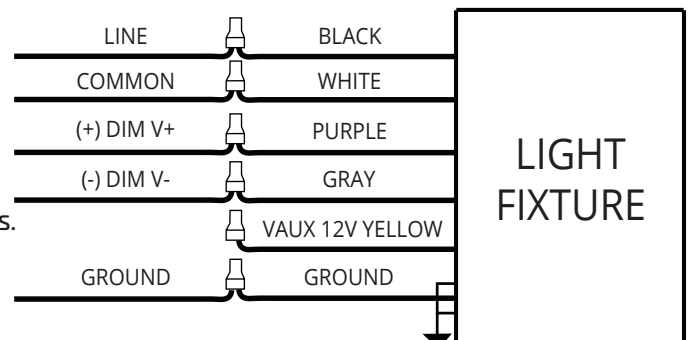 LINE BLACK
COMMON WHITE
(+) DIM V+ PURPLE
(-) DIM V- GRAY
s.
VAUX 12V YELLOW
GROUND GROUND
LIGHT
FIXTURE